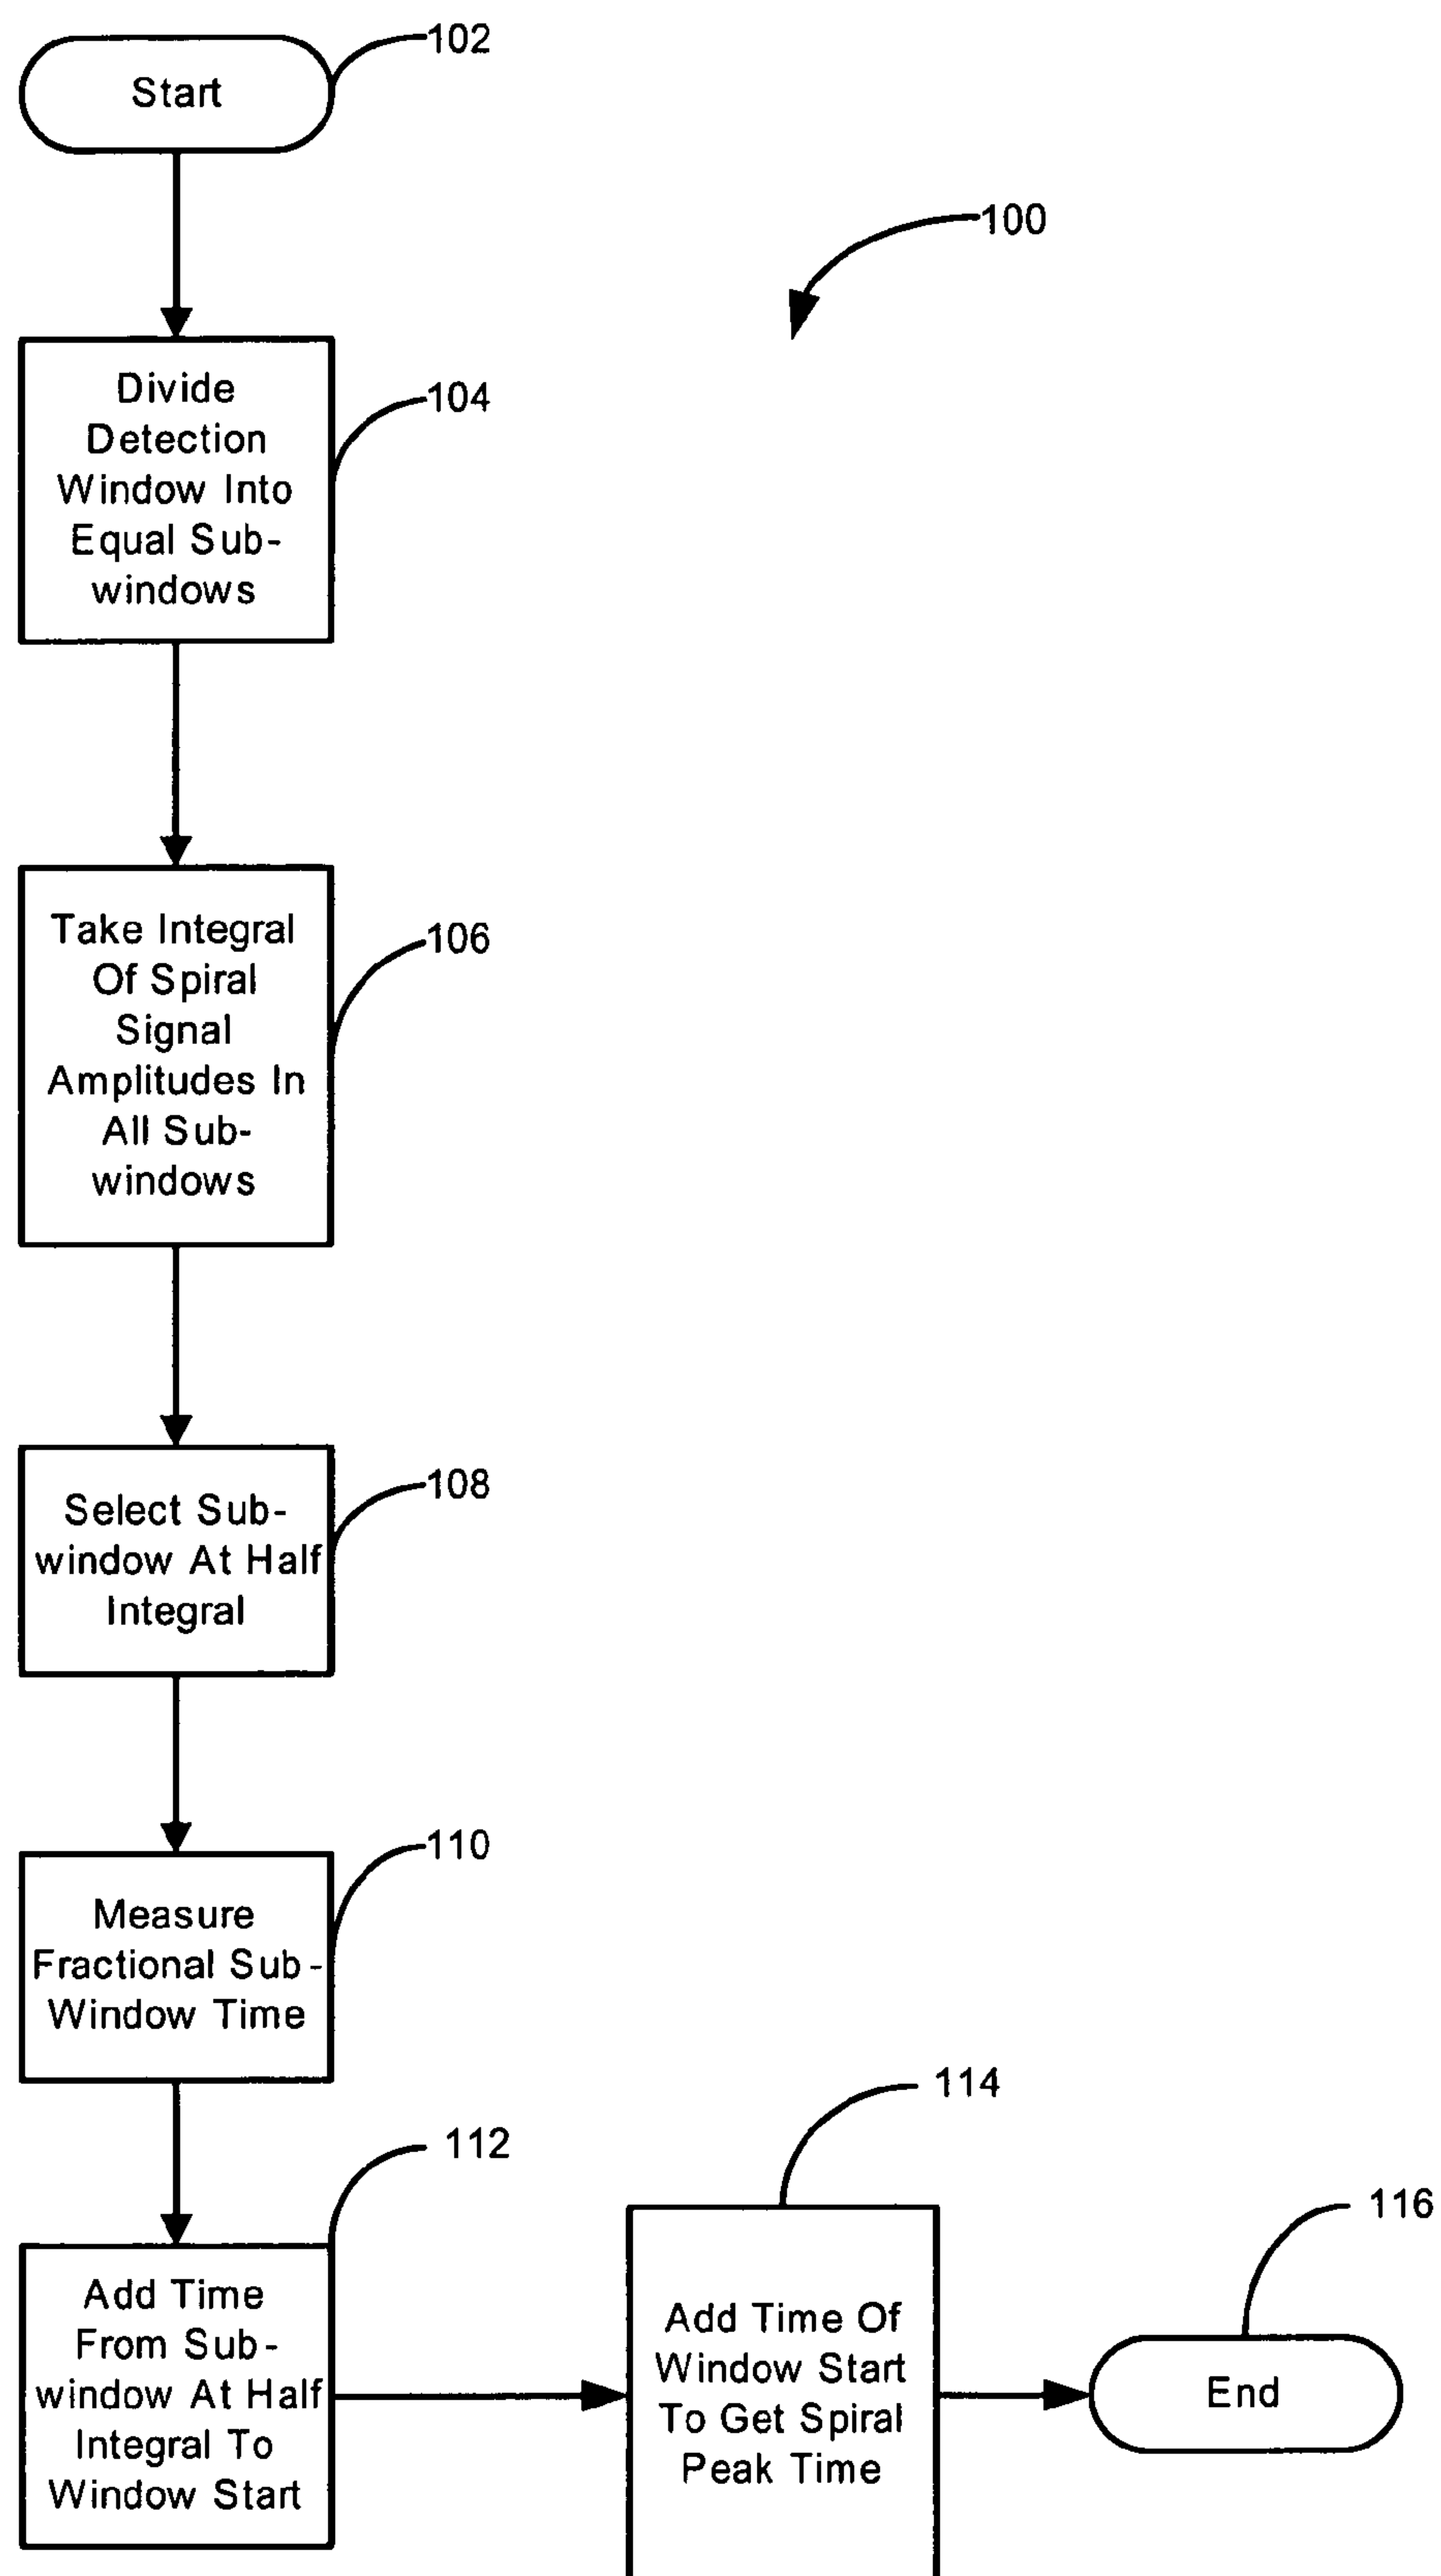 102
Start
100
Divide
Detection
Window Into
Equal Sub-
windows
104
Take Integral
Of Spiral
Signal
Amplitudes In
All Sub-
windows
106
Select Sub-
window At Half
Integral
108
Measure
Fractional Sub-
Window Time
110
Add Time
From Sub-
window At Half
Integral To
Window Start
112
Add Time Of
Window Start
To Get Spiral
Peak Time
114
End
116